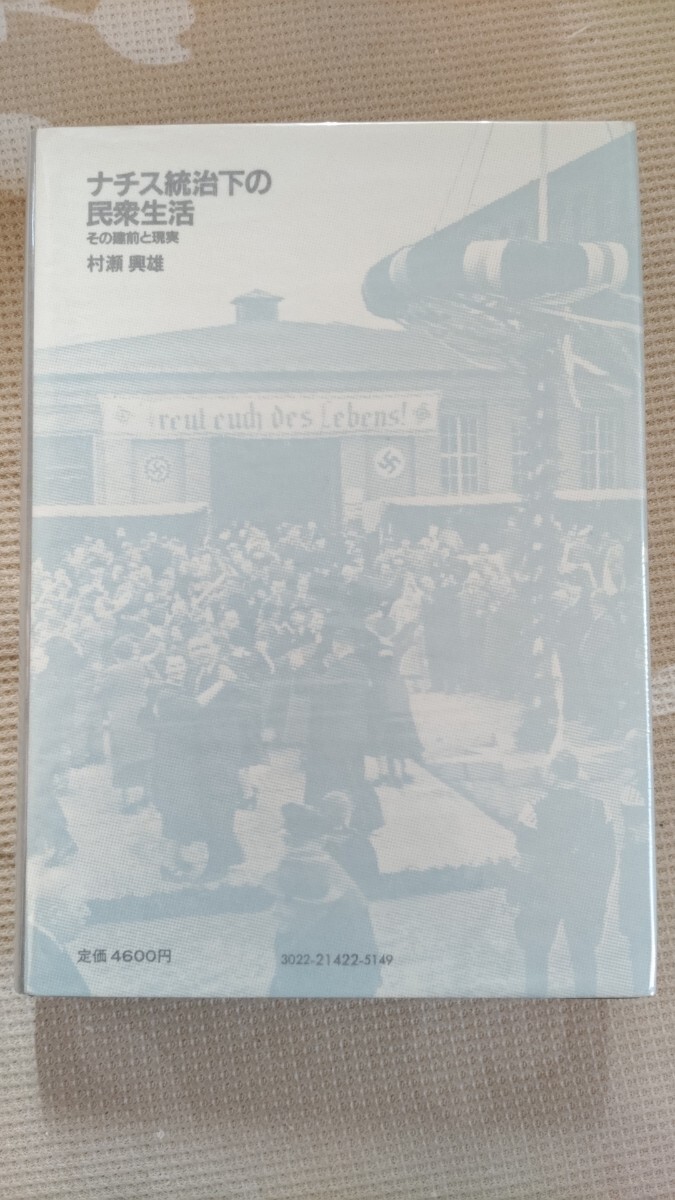 ナチス統治下の
民衆生活
その建前と現実
村瀬 興雄
reut euch des Lebens!
定価4600円
3022-21422-5149